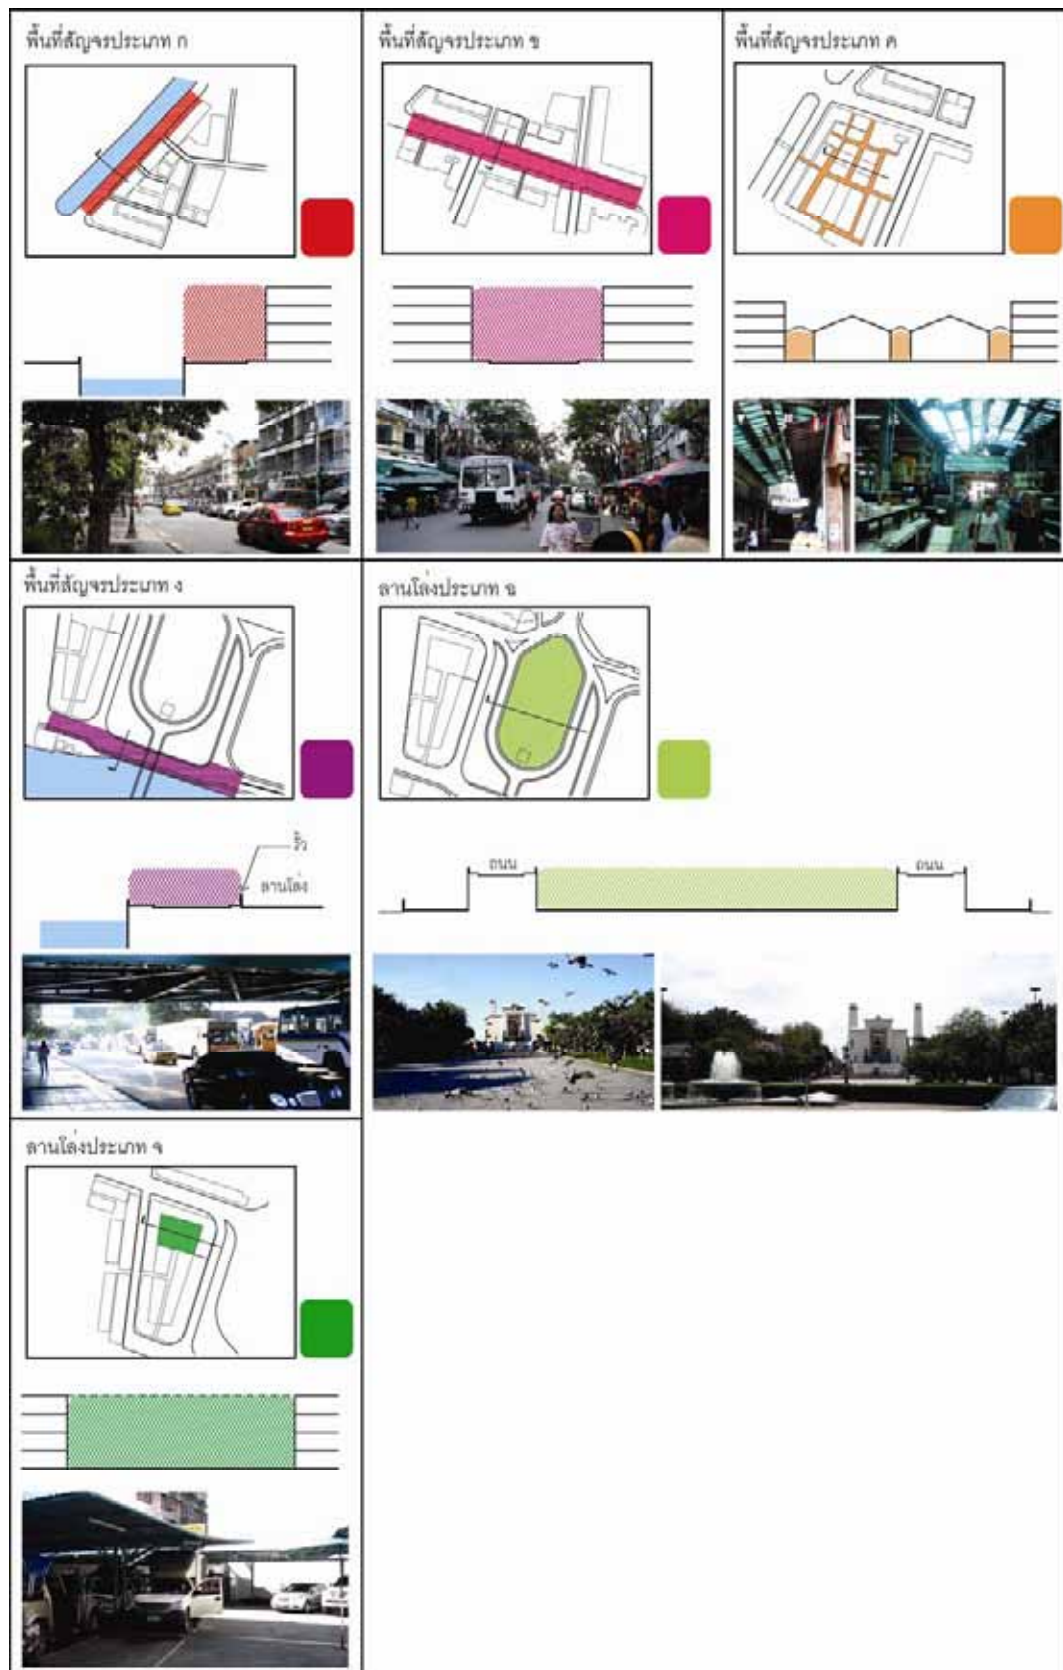 พื้นที่สัญจรประเภท ก
พื้นที่สัญจรประเภท ข
พื้นที่สัญจรประเภท ค
พื้นที่สัญจรประเภท ง
รั้ว
ลานโล่ง
ลานโล่งประเภท ฉ
ถนน
ถนน
ลานโล่งประเภท จ